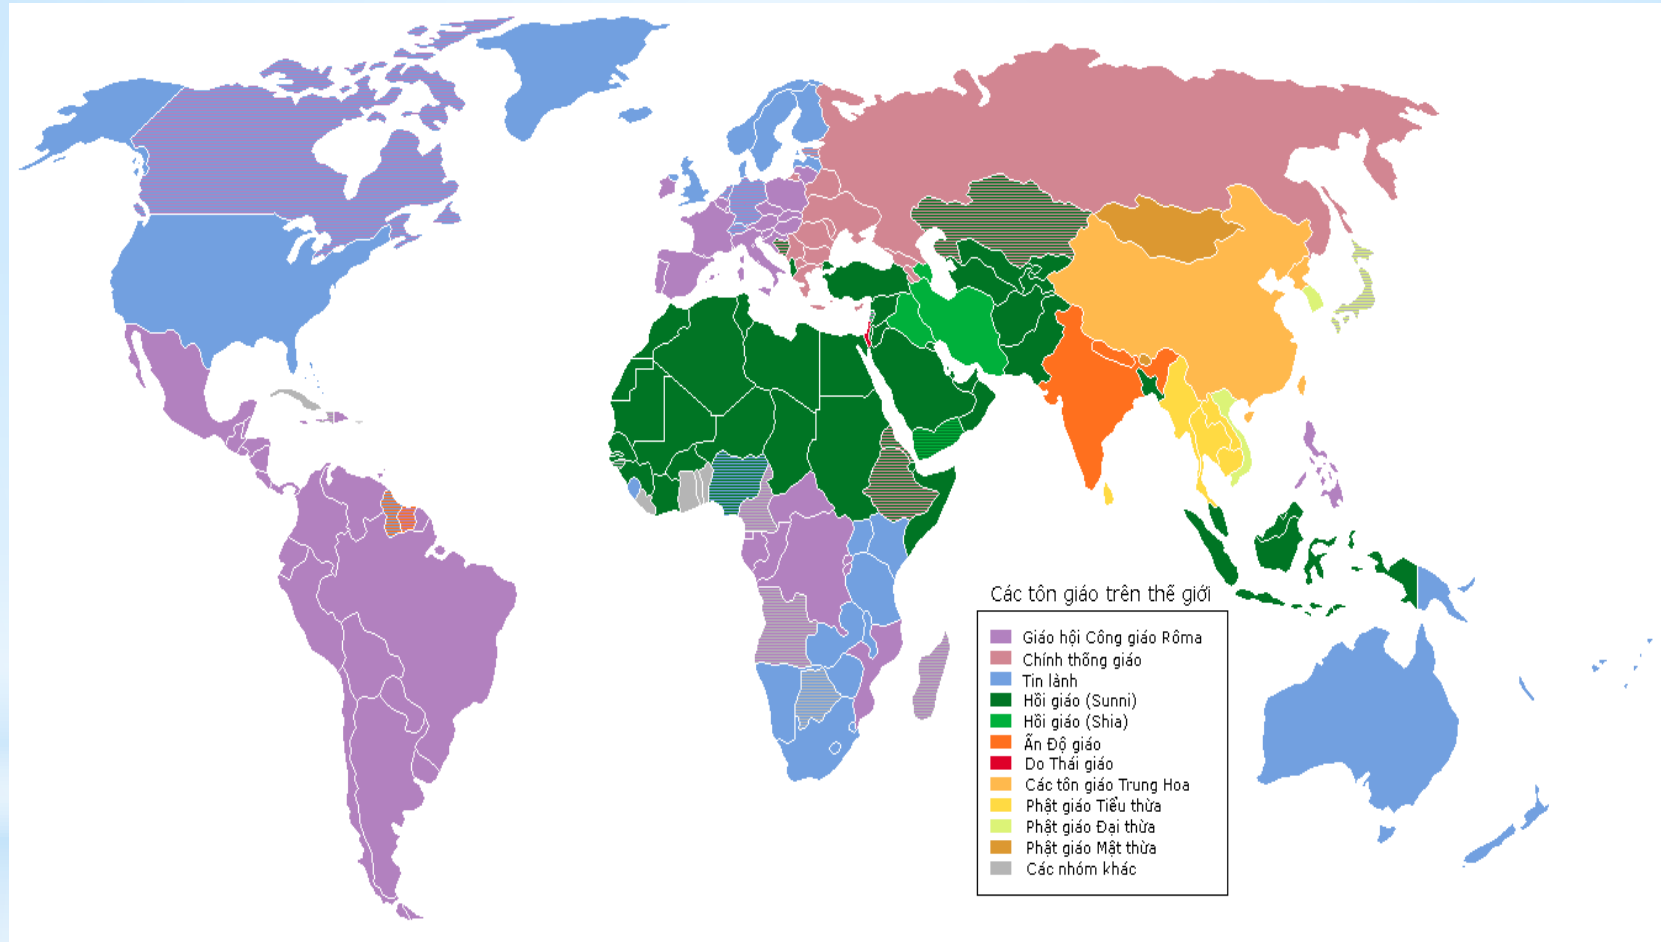 Các tôn giáo trên thế giới
Giáo hội Công giáo Rôma
Chính thống giáo
Tin lành
Hồi giáo (Sunni)
Hồi giáo (Shia)
Ấn Độ giáo
Do Thái giáo
Các tôn giáo Trung Hoa
Phật giáo Tiểu thừa
Phật giáo Đại thừa
Phật giáo Mật thừa
Các nhóm khác